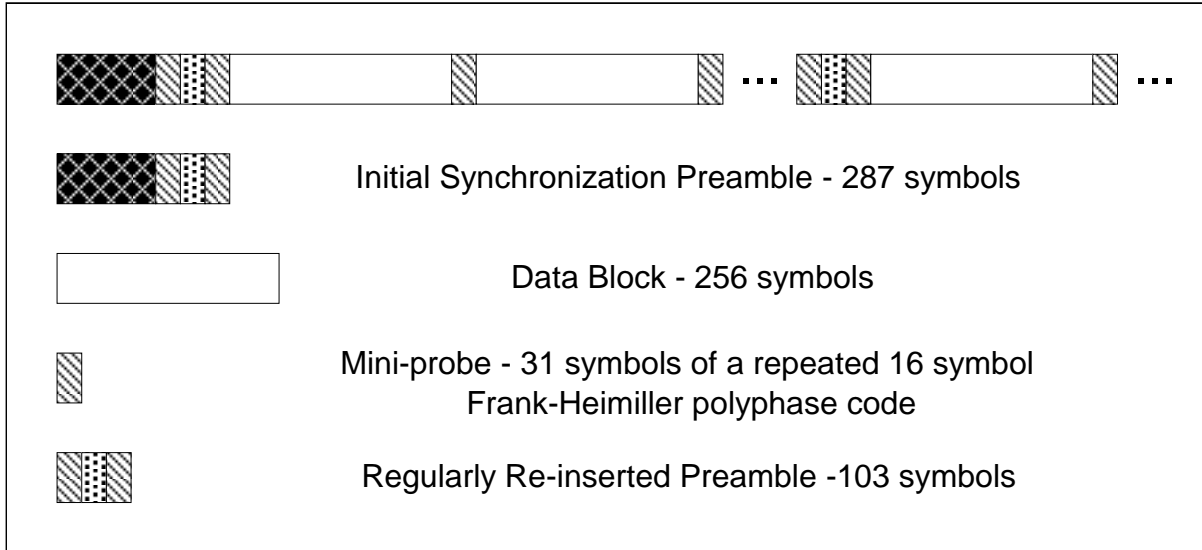 ... ...
Initial Synchronization Preamble - 287 symbols
Data Block - 256 symbols
Mini-probe - 31 symbols of a repeated 16 symbol
Frank-Heimiller polyphase code
Regularly Re-inserted Preamble -103 symbols